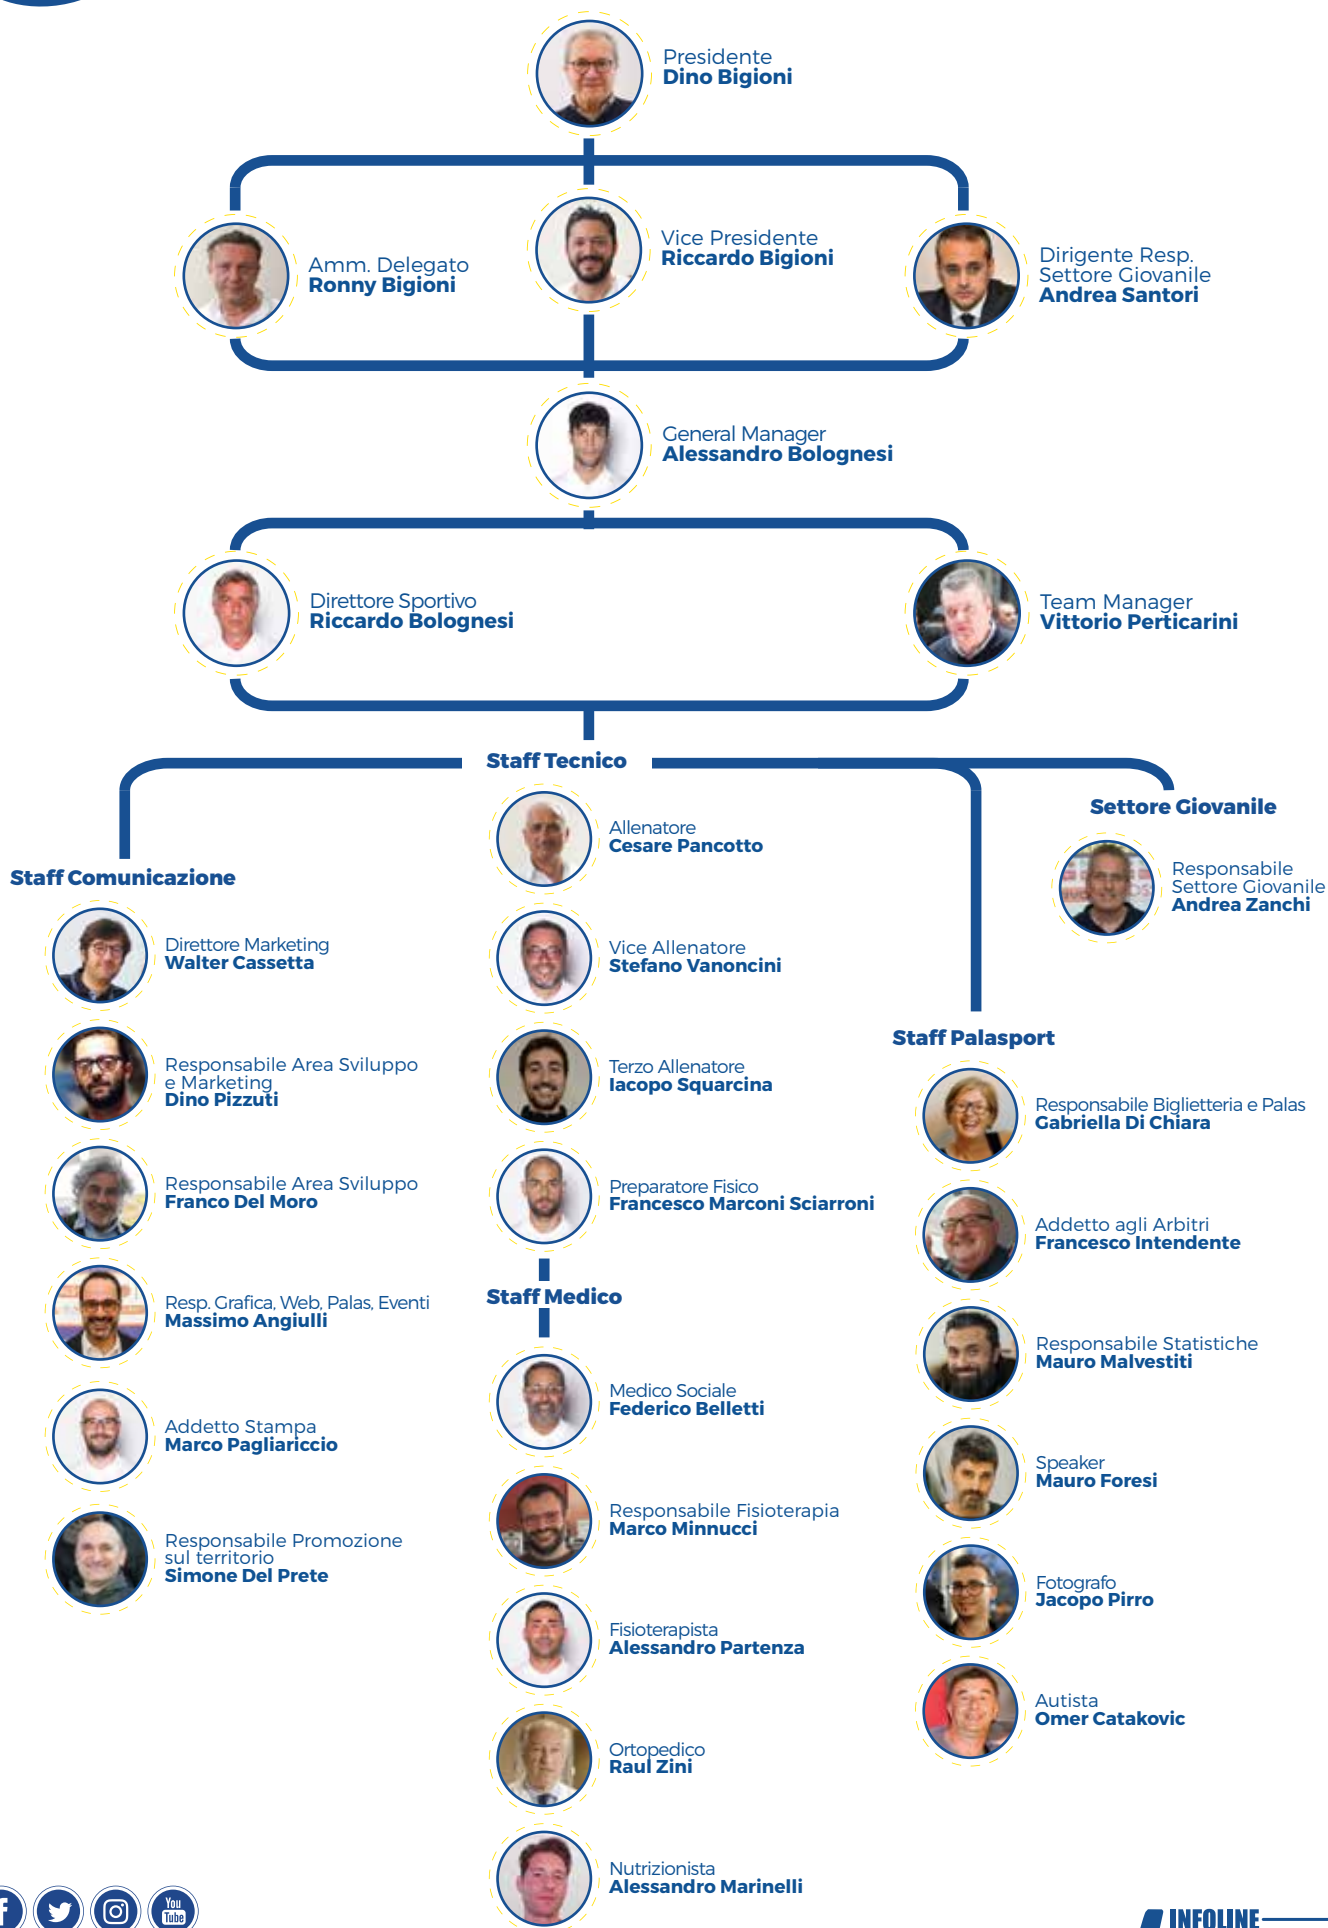 Presidente
Dino Bigioni
Amm. Delegato
Ronny Bigioni
Vice Presidente
Riccardo Bigioni
Dirigente Resp.
Settore Giovanile
Andrea Santori
General Manager
Alessandro Bolognesi
Direttore Sportivo
Riccardo Bolognesi
Team Manager
Vittorio Perticarini
Staff Comunicazione
Direttore Marketing
Walter Cassetta
Responsabile Area Sviluppo
e Marketing
Dino Pizzuti
Responsabile Area Sviluppo
Franco Del Moro
Resp. Grafica, Web, Palas, Eventi
Massimo Angiulli
Addetto Stampa
Marco Pagliariccio
Responsabile Promozione
sul territorio
Simone Del Prete
Staff Tecnico
Allenatore
Cesare Pancotto
Vice Allenatore
Stefano Vanoncini
Terzo Allenatore
Iacopo Squarcina
Preparatore Fisico
Francesco Marconi Sciarroni
Staff Medico
Medico Sociale
Federico Belletti
Responsabile Fisioterapia
Marco Minnucci
Fisioterapista
Alessandro Partenza
Ortopedico
Raul Zini
Nutrizionista
Alessandro Marinelli
Settore Giovanile
Responsabile
Settore Giovanile
Andrea Zanchi
Staff Palasport
Responsabile Biglietteria e Palas
Gabriella Di Chiara
Addetto agli Arbitri
Francesco Intendente
Responsabile Statistiche
Mauro Malvestiti
Speaker
Mauro Foresi
Fotografo
Jacopo Pirro
Autista
Omer Catakovic
You
Tube
INFOLINE